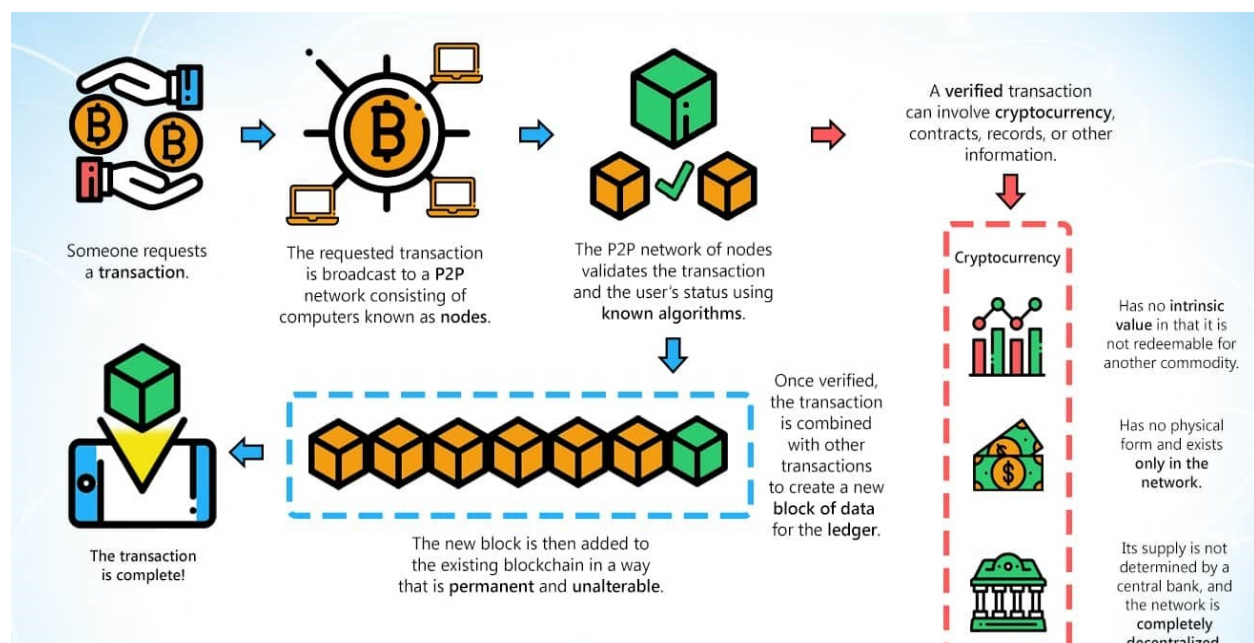 Someone requests
a transaction.
The requested transaction
is broadcast to a P2P
network consisting of
computers known as nodes.
The P2P network of nodes
validates the transaction
and the user's status using
known algorithms.
A verified transaction
can involve cryptocurrency,
contracts, records, or other
information.
Once verified,
the transaction
is combined
with other
transactions
to create a new
block of data
for the ledger.
The new block is then added to
the existing blockchain in a way
that is permanent and unalterable.
The transaction
is complete!
Cryptocurrency
Has no intrinsic
value in that it is
not redeemable for
another commodity.
Has no physical
form and exists
only in the
network.
Its supply is not
determined by a
central bank, and
the network is
completely
decentralized